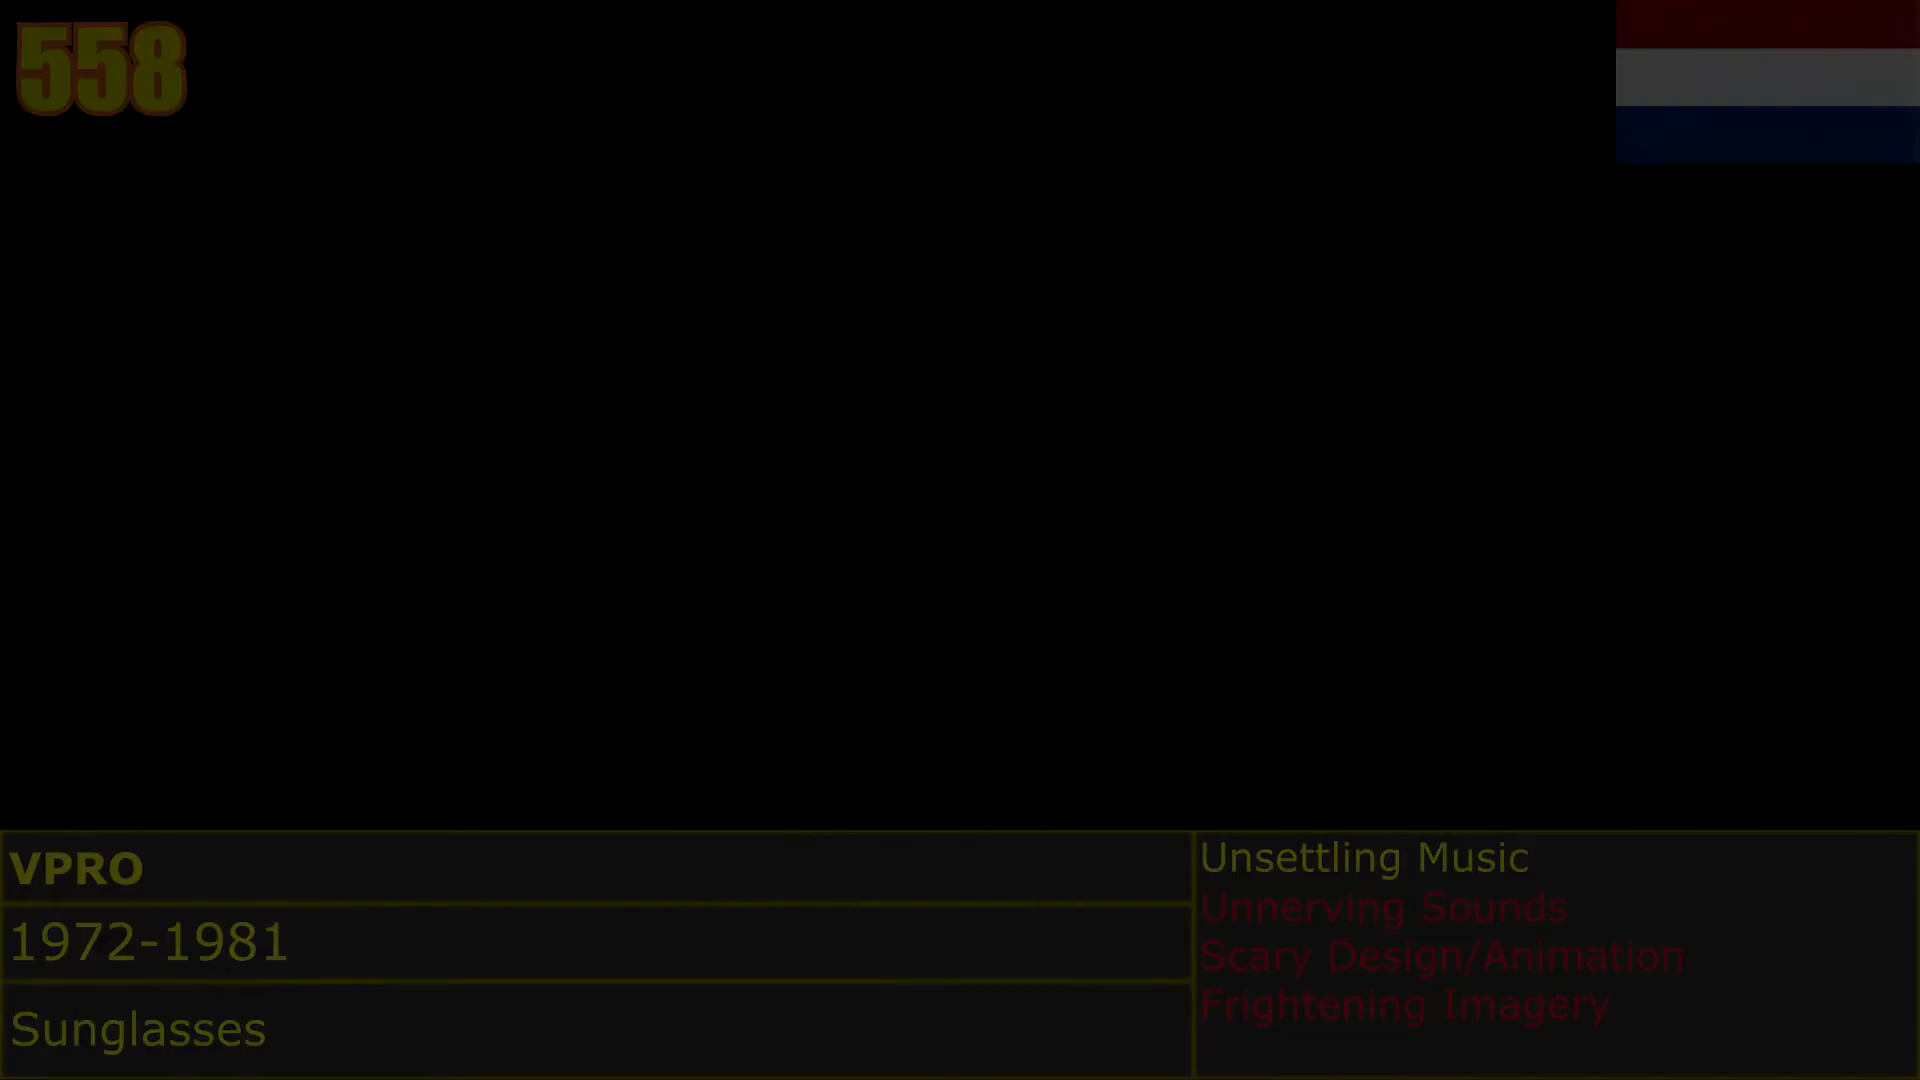 558
VPRO
1972-1981
Sunglasses
Unsettling Music
Unnerving Sounds
Scary Design/Animation
Frightening Imagery